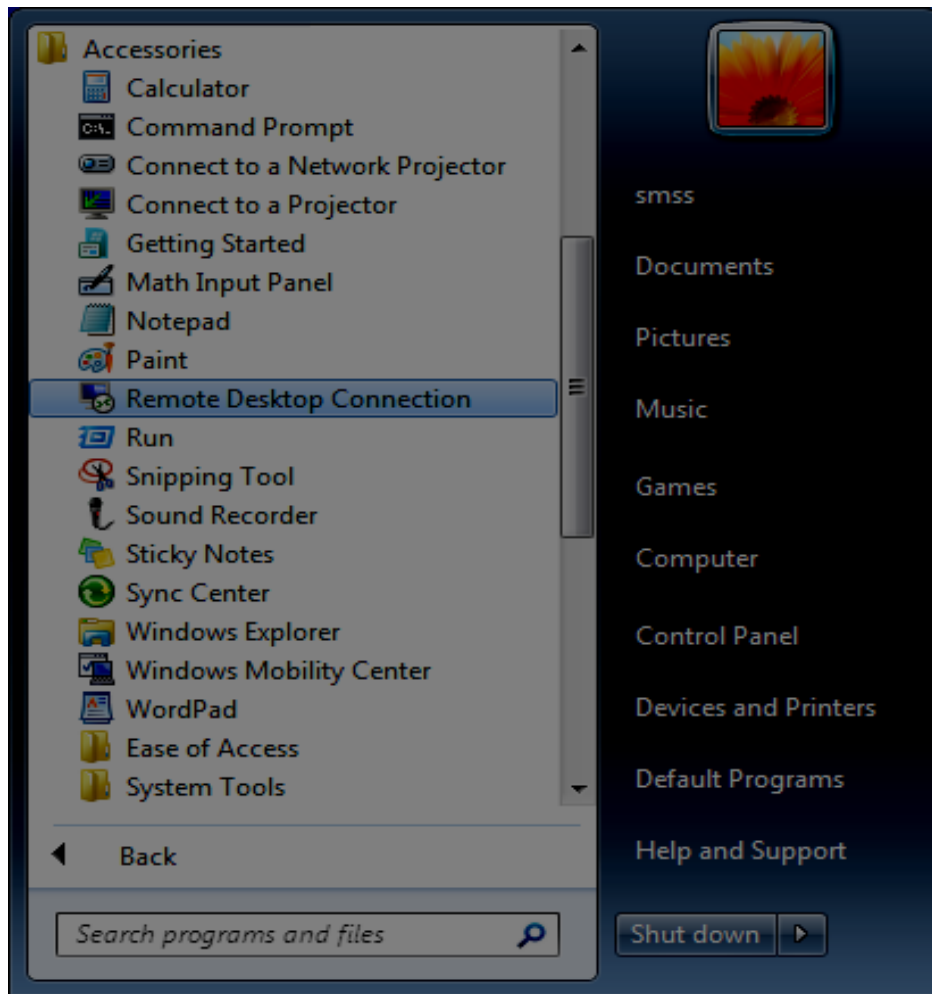 Accessories
Calculator
Command Prompt
Connect to a Network Projector
Connect to a Projector
Getting Started
Math Input Panel
Notepad
Paint
Remote Desktop Connection
Run
Snipping Tool
Sound Recorder
Sticky Notes
Sync Center
Windows Explorer
Windows Mobility Center
WordPad
Ease of Access
System Tools
Back
Search programs and files
smss
Documents
Pictures
Music
Games
Computer
Control Panel
Devices and Printers
Default Programs
Help and Support
Shut down